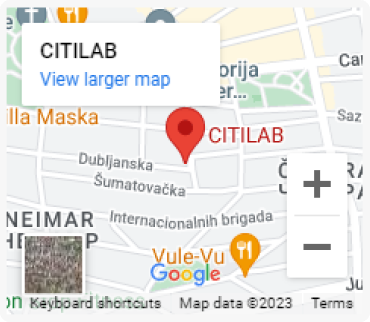 CITILAB
View larger map
orija
er...
Car
lla Maska
Saz
CITILAB
Dubljanska
Šumatovačka
NEIMAR
Internacionalnih brigada
Vule-Vu
Google
Keyboard shortcuts
Map data ©2023
Terms